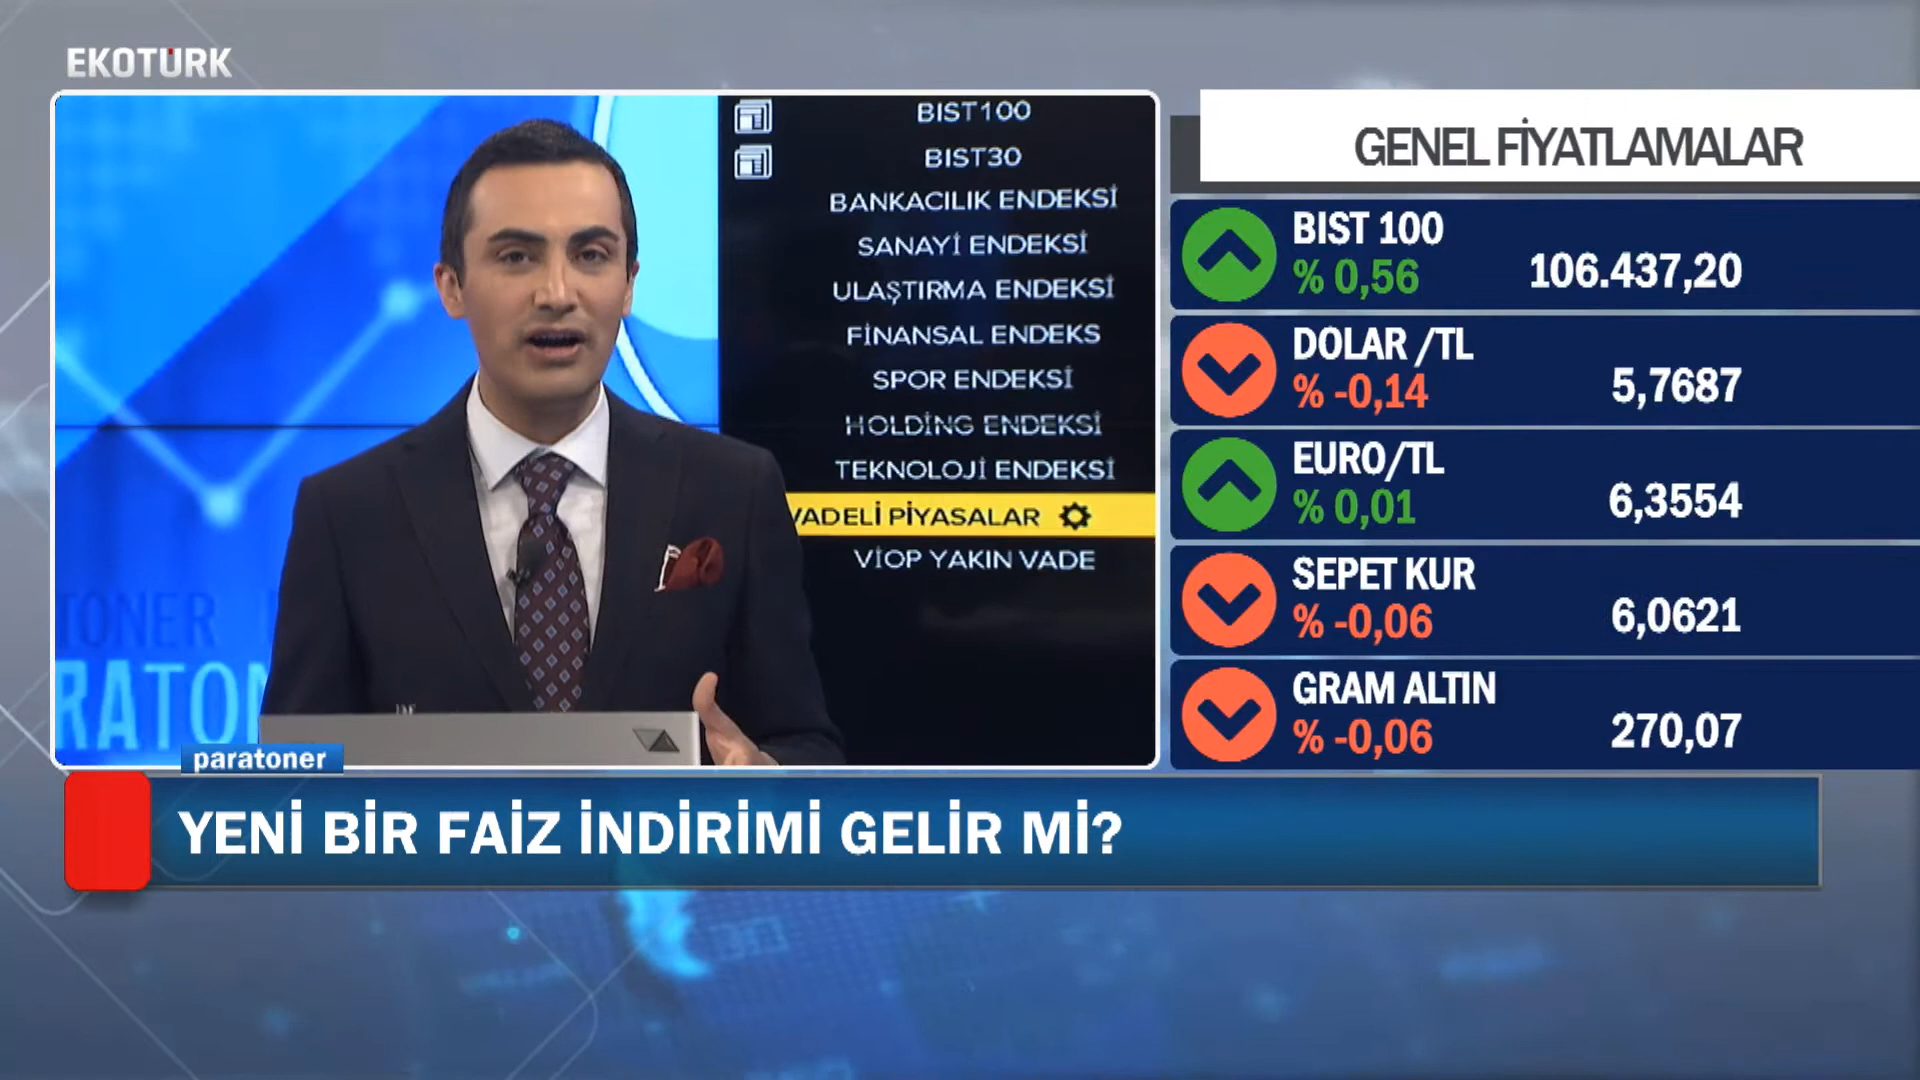 EKOTÜRK
BIST100
BIST30
BANKACILIK ENDEKSİ
SANAYİ ENDEKSİ
ULAŞTIRMA ENDEKSİ
FİNANSAL ENDEKS
SPOR ENDEKSİ
HOLDİNG ENDEKSİ
TEKNOLOJİ ENDEKSİ
VADELİ PİYASALAR
VİOP YAKIN VADE
TONER
RATON
GENEL FİYATLAMALAR
BIST 100
% 0,56 106.437,20
DOLAR /TL
% -0,14 5,7687
EURO/TL
% 0,01 6,3554
SEPET KUR
% -0,06 6,0621
GRAM ALTIN
% -0,06 270,07
paratoner
YENİ BİR FAİZ İNDİRİMİ GELİR Mİ?